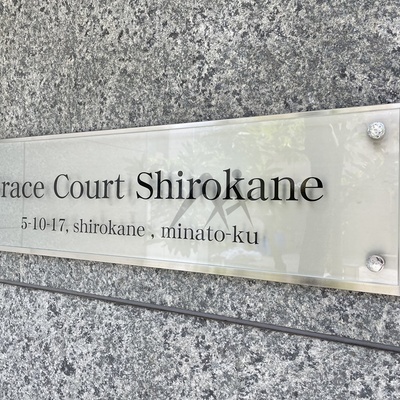 race Court Shirokane
5-10-17, shirokane , minato-ku